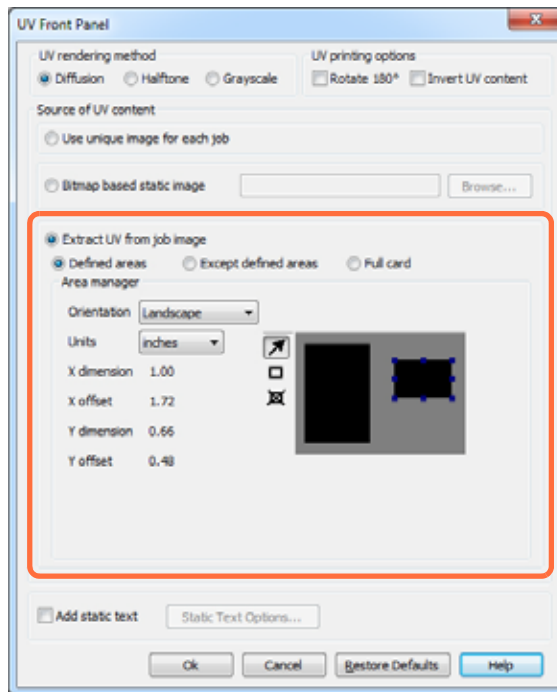 UV Front Panel
UV rendering method UV printing options
Diffusion Halftone Grayscale Rotate 180° Invert UV content
Source of UV content
Use unique image for each job
Bitmap based static image Browse...
Extract UV from job image
Defined areas Except defined areas Full card
Area manager
Orientation Landscape
Units inches
X dimension 1.00
X offset 1.72
Y dimension 0.66
Y offset 0.48
Add static text Static Text Options...
Ok Cancel Restore Defaults Help